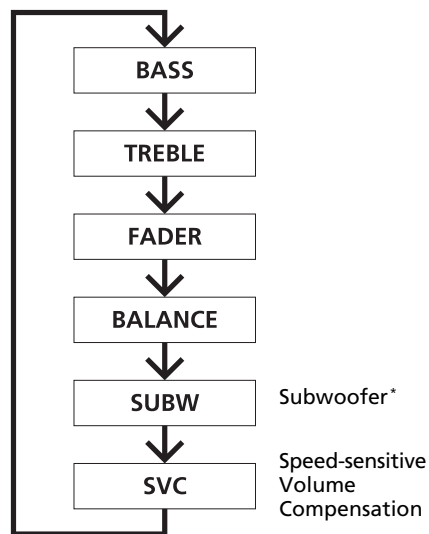 BASS
TREBLE
FADER
BALANCE
SUBW
Subwoofer*
SVC
Speed-sensitive
Volume
Compensation